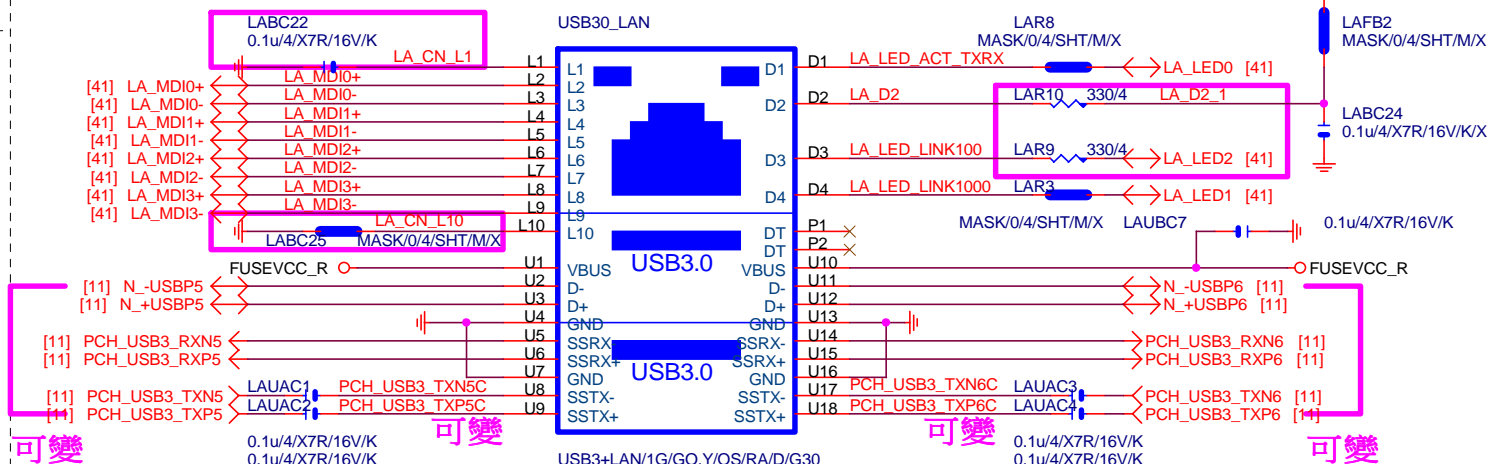 LABC22
0.1u/4/X7R/16V/K
USB30_LAN
LAR8
MASK/0/4/SHT/M/X
LAFB2
MASK/0/4/SHT/M/X
LA_CN_L1
L1
L1
D1
D1
LA_LED_ACT_TXRX
LA_LED0 [41]
[41] LA_MDI0+
LA_MDI0+
L2
L2
[41] LA_MDI0-
LA_MDI0-
L3
L3
D2
D2
LA_D2
LAR10
330/4
LA_D2_1
LABC24
0.1u/4/X7R/16V/K/X
[41] LA_MDI1+
LA_MDI1+
L4
L4
[41] LA_MDI1-
LA_MDI1-
L5
L5
[41] LA_MDI2+
LA_MDI2+
L6
L6
D3
D3
LA_LED_LINK100
LAR9
330/4
LA_LED2 [41]
[41] LA_MDI2-
LA_MDI2-
L7
L7
[41] LA_MDI3+
LA_MDI3+
L8
L8
D4
D4
LA_LED_LINK1000
LAR3
LA_LED1 [41]
[41] LA_MDI3-
LA_MDI3-
L9
L9
MASK/0/4/SHT/M/X
LAUBC7
0.1u/4/X7R/16V/K
LA_CN_L10
L10
L10
LABC25
MASK/0/4/SHT/M/X
DT
P1
DT
P2
FUSEVCC_R
U1
VBUS
USB3.0
VBUS
U10
FUSEVCC_R
[11] N_-USBP5
U2
D-
D-
U11
N_-USBP6 [11]
[11] N_+USBP5
U3
D+
D+
U12
N_+USBP6 [11]
U4
GND
GND
U13
[11] PCH_USB3_RXN5
U5
SSRX-
SSRX-
U14
PCH_USB3_RXN6 [11]
[11] PCH_USB3_RXP5
U6
SSRX+
SSRX+
U15
PCH_USB3_RXP6 [11]
U7
GND
USB3.0
GND
U16
[11] PCH_USB3_TXN5
LAUAC1
PCH_USB3_TXN5C
U8
SSTX-
SSTX-
U17
PCH_USB3_TXN6C
LAUAC3
PCH_USB3_TXN6 [11]
[11] PCH_USB3_TXP5
LAUAC2
PCH_USB3_TXP5C
U9
SSTX+
SSTX+
U18
PCH_USB3_TXP6C
LAUAC4
PCH_USB3_TXP6 [11]
可變
可變
可變
可變
0.1u/4/X7R/16V/K
0.1u/4/X7R/16V/K
0.1u/4/X7R/16V/K
0.1u/4/X7R/16V/K
USB3+LAN/1G/GO,Y/OS/RA/D/G30